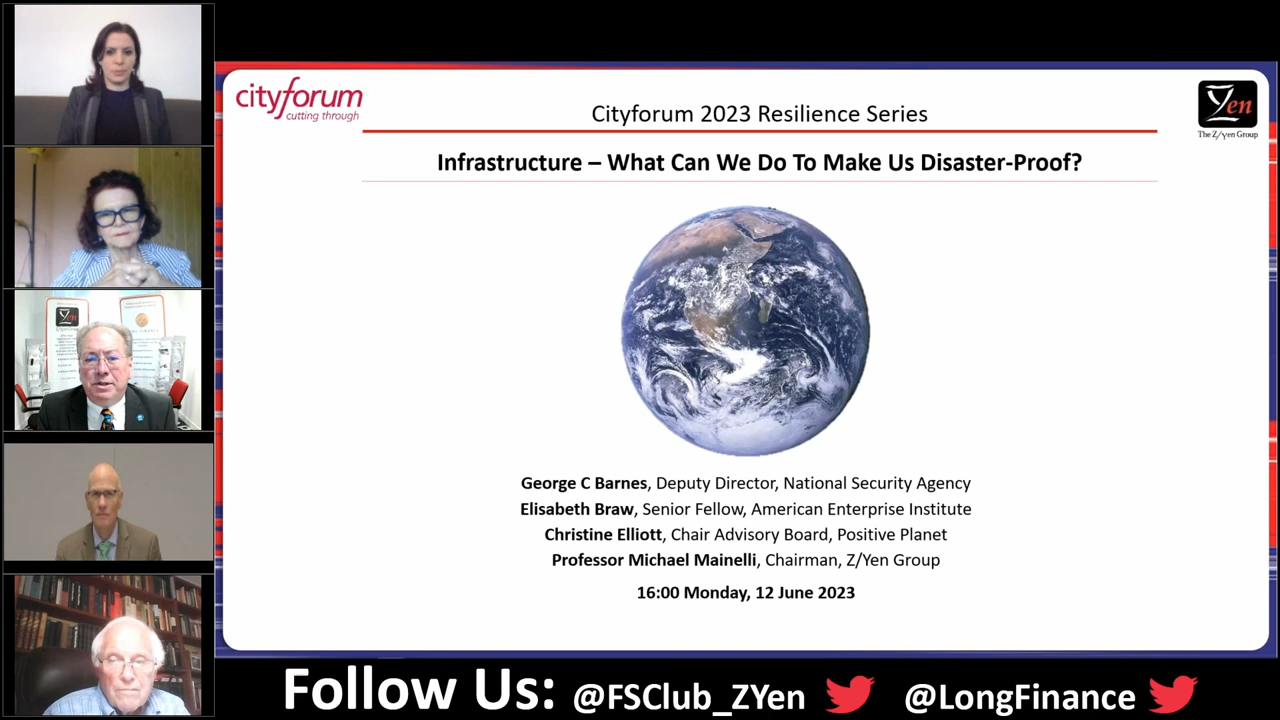 cityforum
cutting through
Cityforum 2023 Resilience Series
Zen
The Z/Yen Group
Infrastructure – What Can We Do To Make Us Disaster-Proof?
George C Barnes, Deputy Director, National Security Agency
Elisabeth Braw, Senior Fellow, American Enterprise Institute
Christine Elliott, Chair Advisory Board, Positive Planet
Professor Michael Mainelli, Chairman, Z/Yen Group
16:00 Monday, 12 June 2023
Follow Us: @FSClub_ZYen @LongFinance